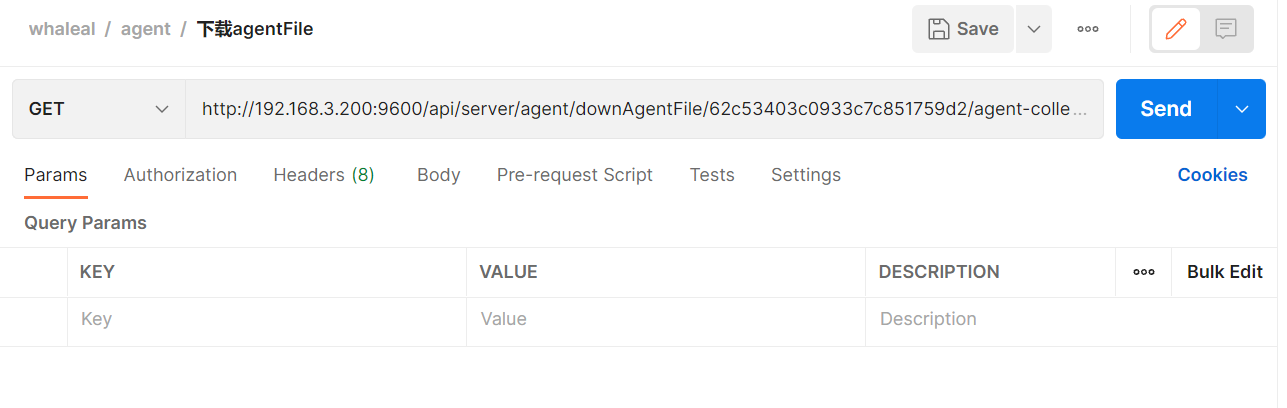 whaleal / agent / 下载agentFile
Save
GET
http://192.168.3.200:9600/api/server/agent/downAgentFile/62c53403c0933c7c851759d2/agent-colle...
Send
Params Authorization Headers (8) Body Pre-request Script Tests Settings Cookies
Query Params
KEY VALUE DESCRIPTION Bulk Edit
Key Value Description